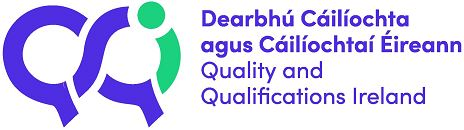 Dearbhú Cáilíochta
agus Cáilíochtaí Éireann
Quality and
Qualifications Ireland